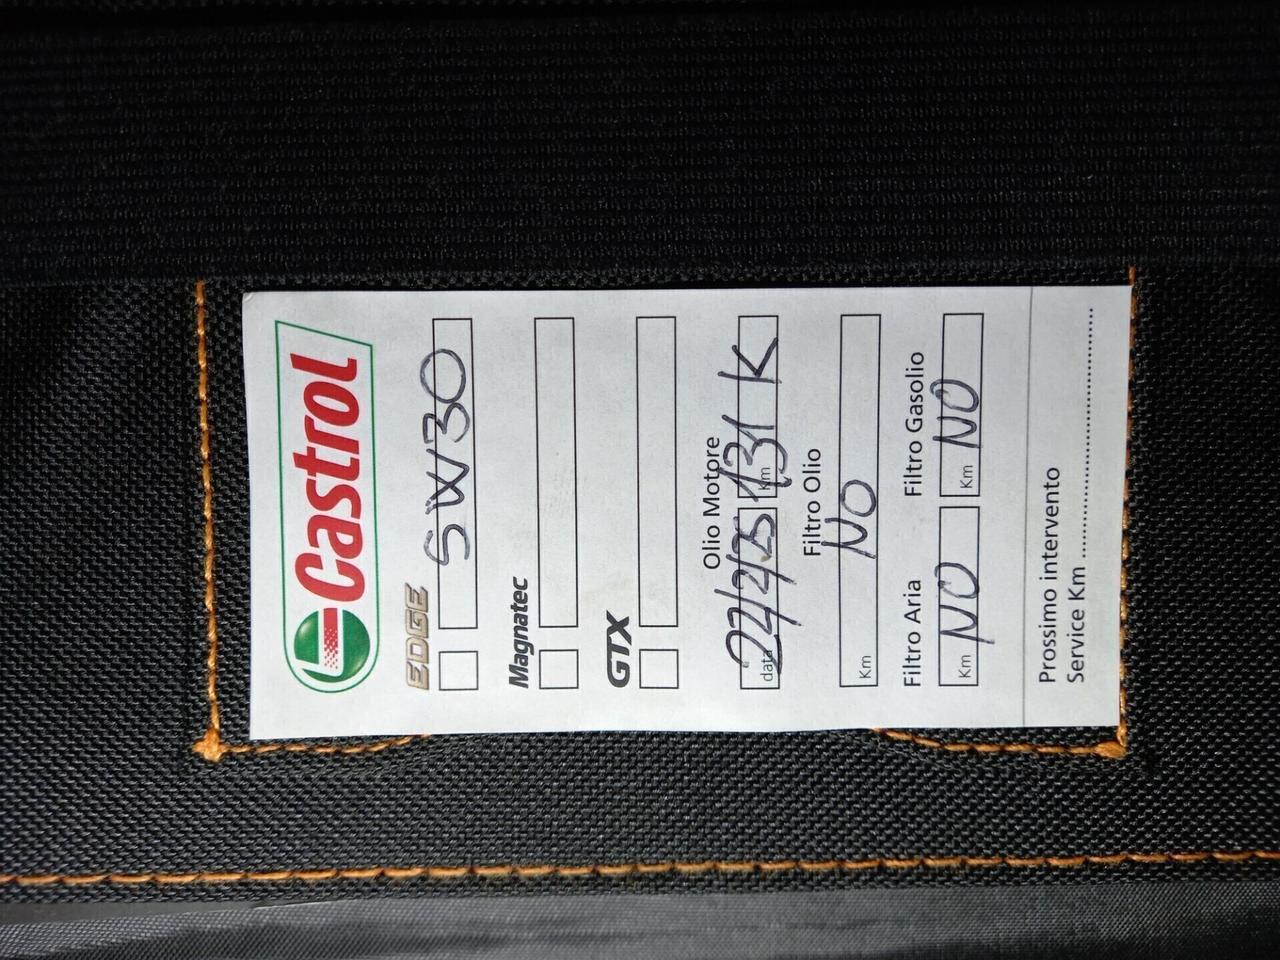 Castrol
EDGE
5W30
Magnatec
GTX
Olio Motore
data 22/2/25 Km 131 K
Filtro Olio
Km NO
Filtro Aria Filtro Gasolio
Km NO Km NO
Prossimo intervento
Service Km ........................................